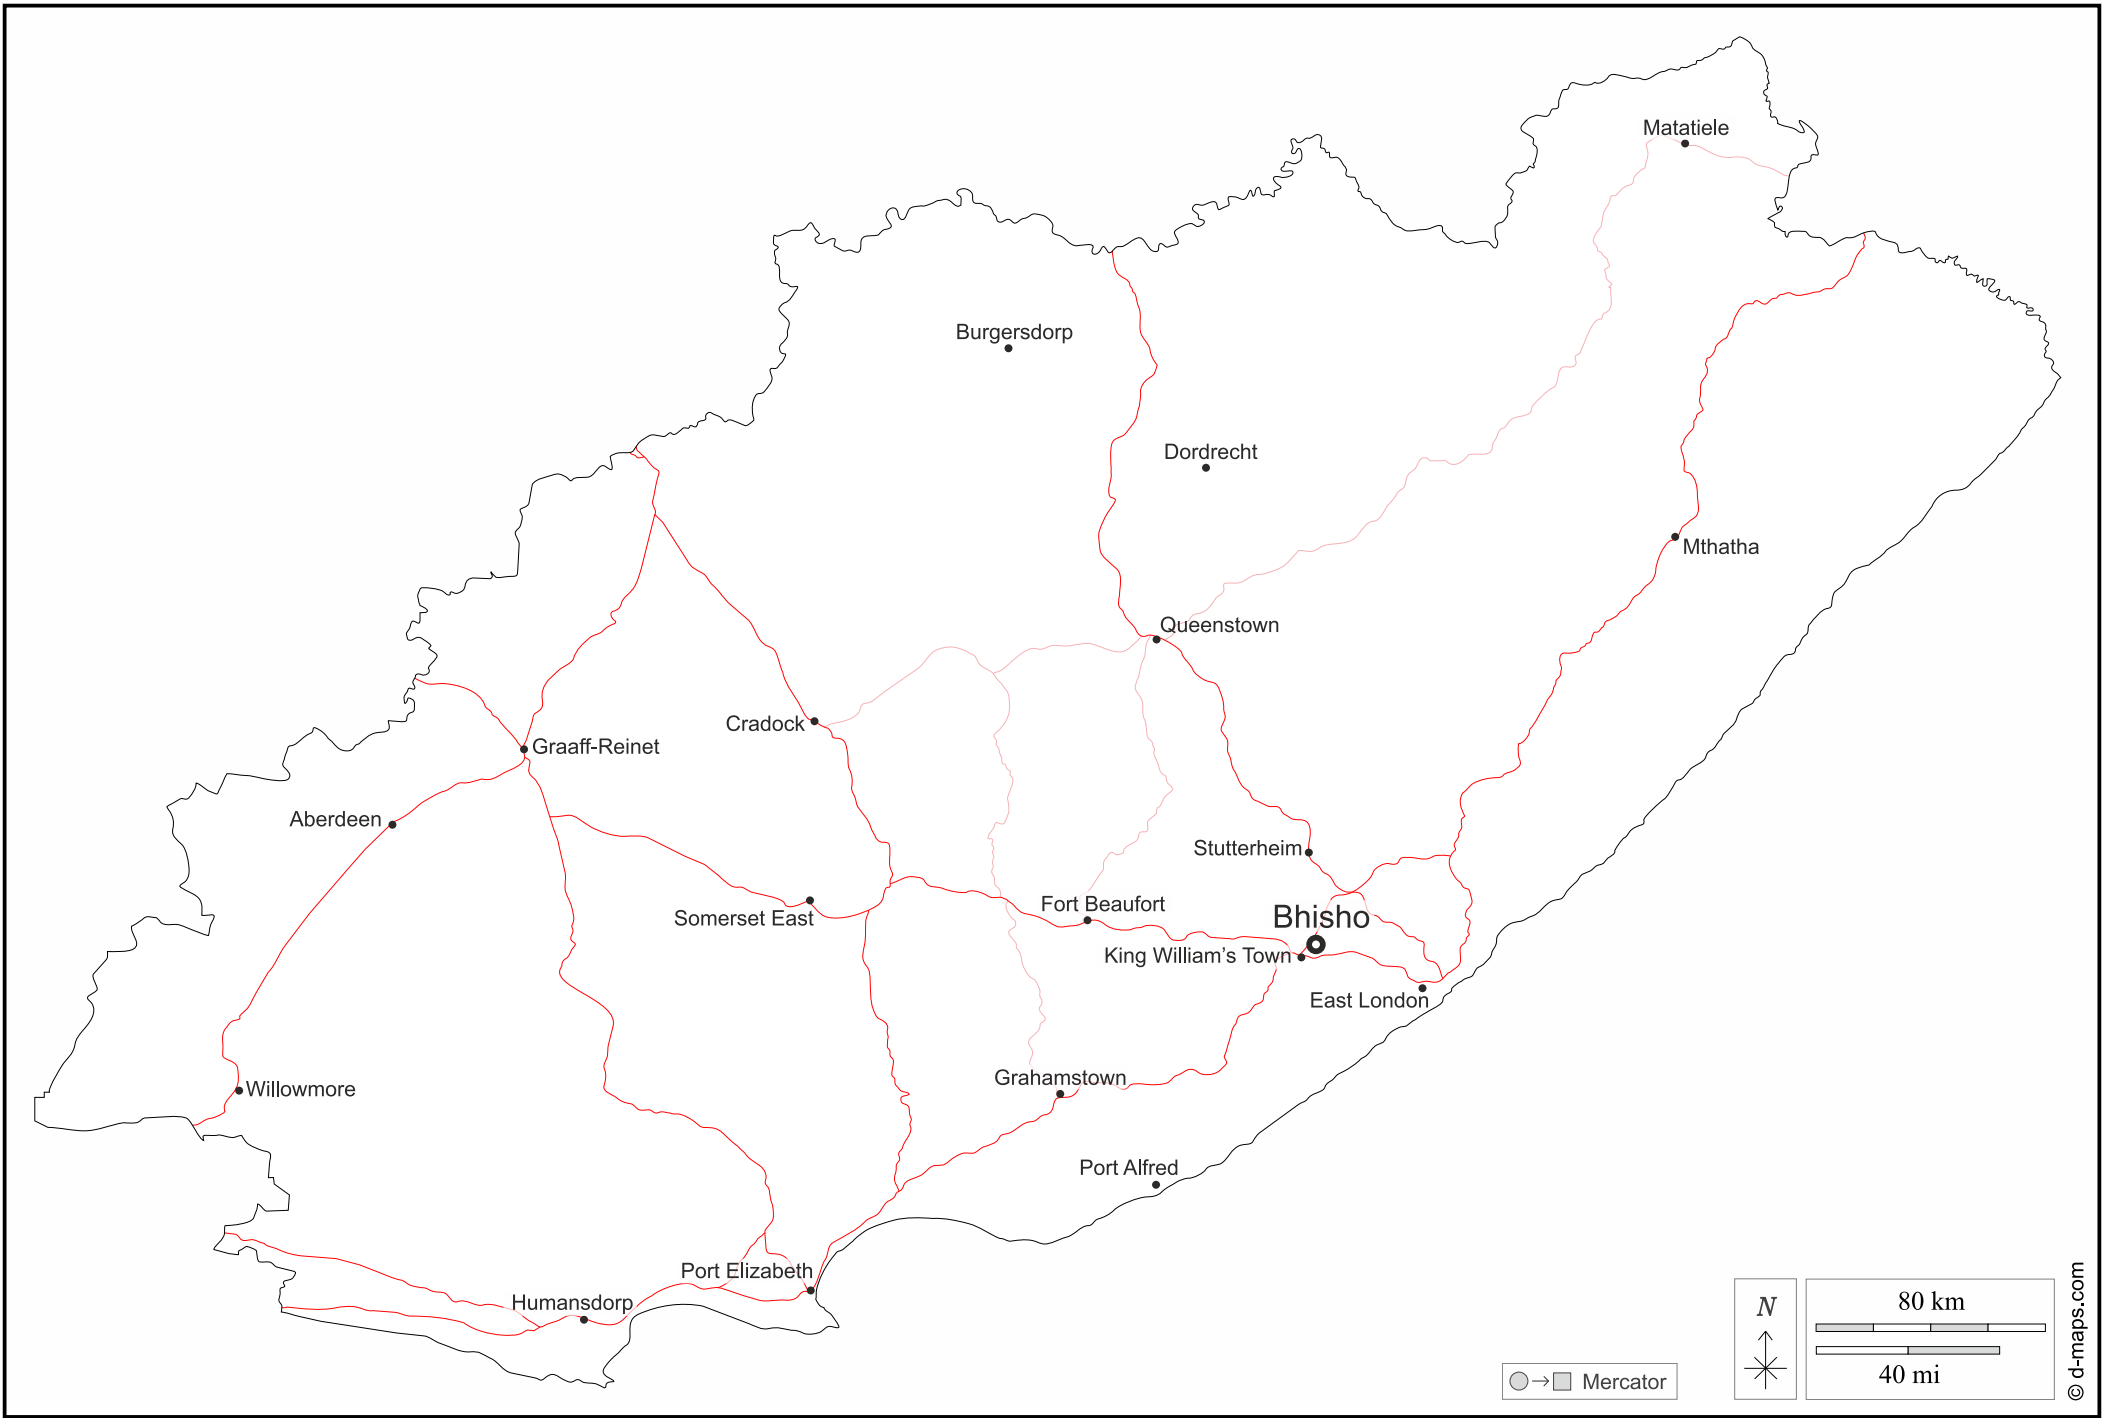 Matatiele
Burgersdorp
Dordrecht
Mthatha
Queenstown
Cradock
Graaff-Reinet
Aberdeen
Stutterheim
Fort Beaufort
Somerset East
Bhisho
King William’s Town
East London
Grahamstown
Willowmore
Port Alfred
Port Elizabeth
Humansdorp
N
80 km
40 mi
Mercator
© d-maps.com